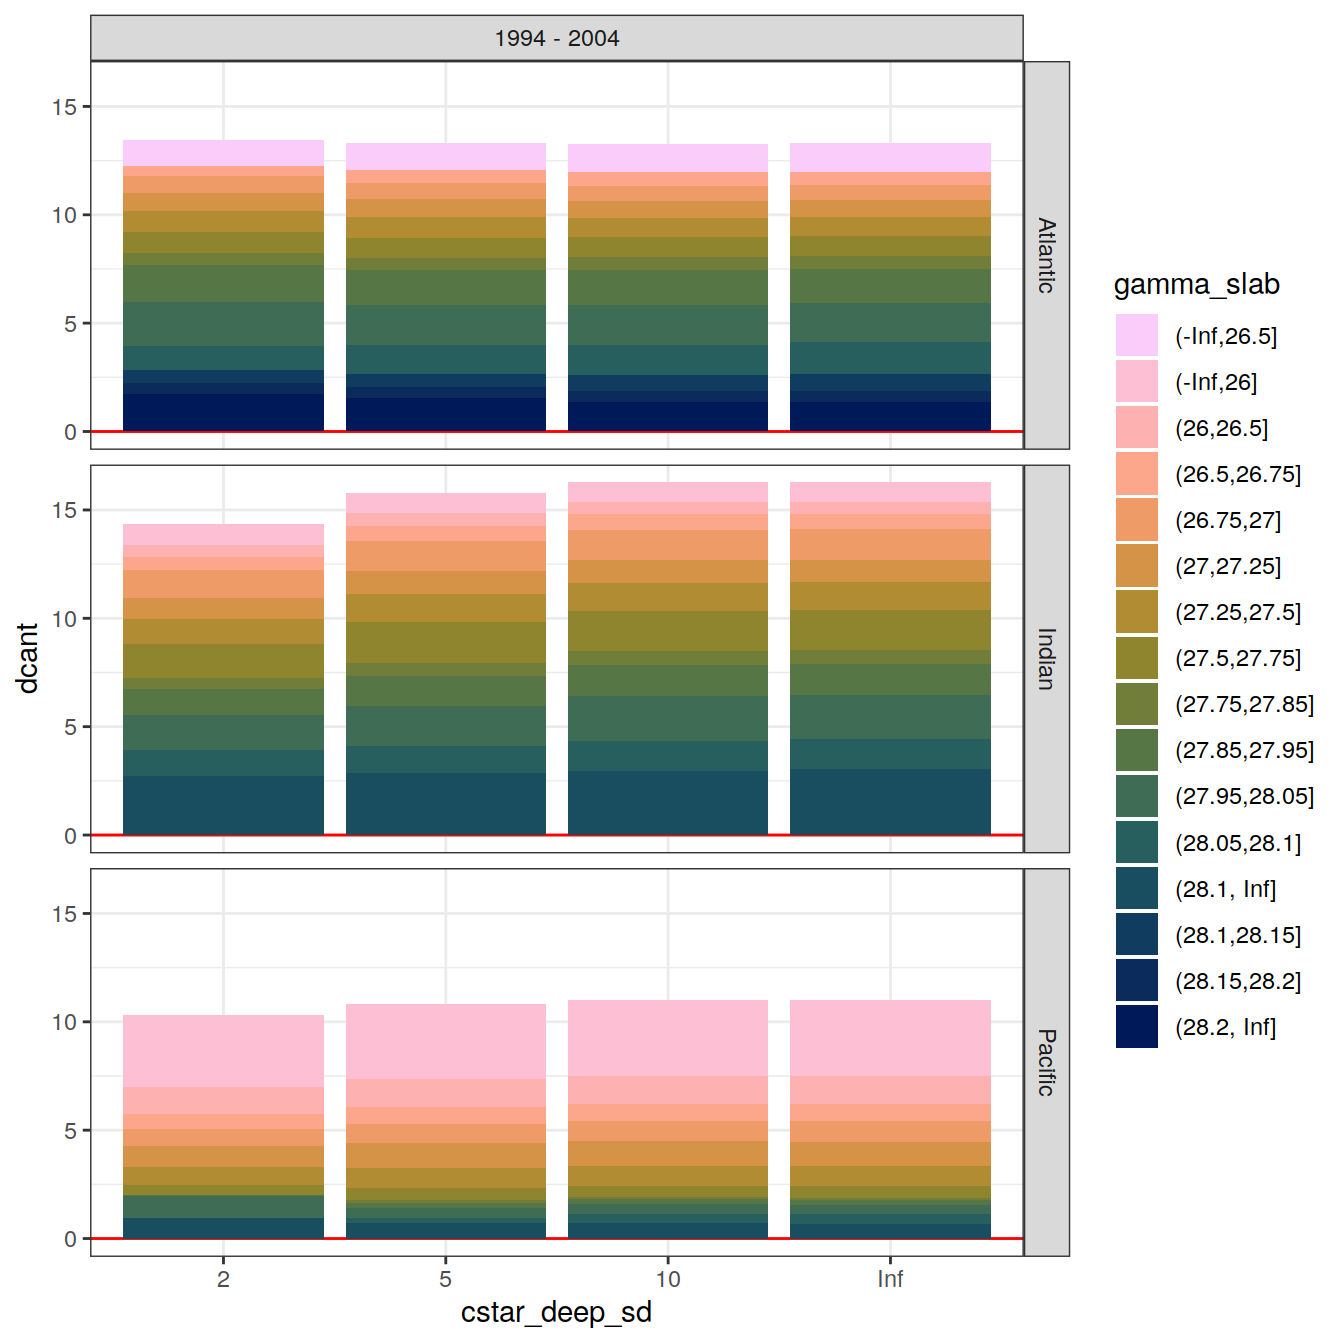 1994 - 2004
15
10
5
0
Atlantic
15
10
5
0
Indian
15
10
5
0
Pacific
dcant
2
5
10
Inf
cstar_deep_sd
gamma_slab
(-Inf,26.5]
(-Inf,26]
(26,26.5]
(26.5,26.75]
(26.75,27]
(27,27.25]
(27.25,27.5]
(27.5,27.75]
(27.75,27.85]
(27.85,27.95]
(27.95,28.05]
(28.05,28.1]
(28.1, Inf]
(28.1,28.15]
(28.15,28.2]
(28.2, Inf]